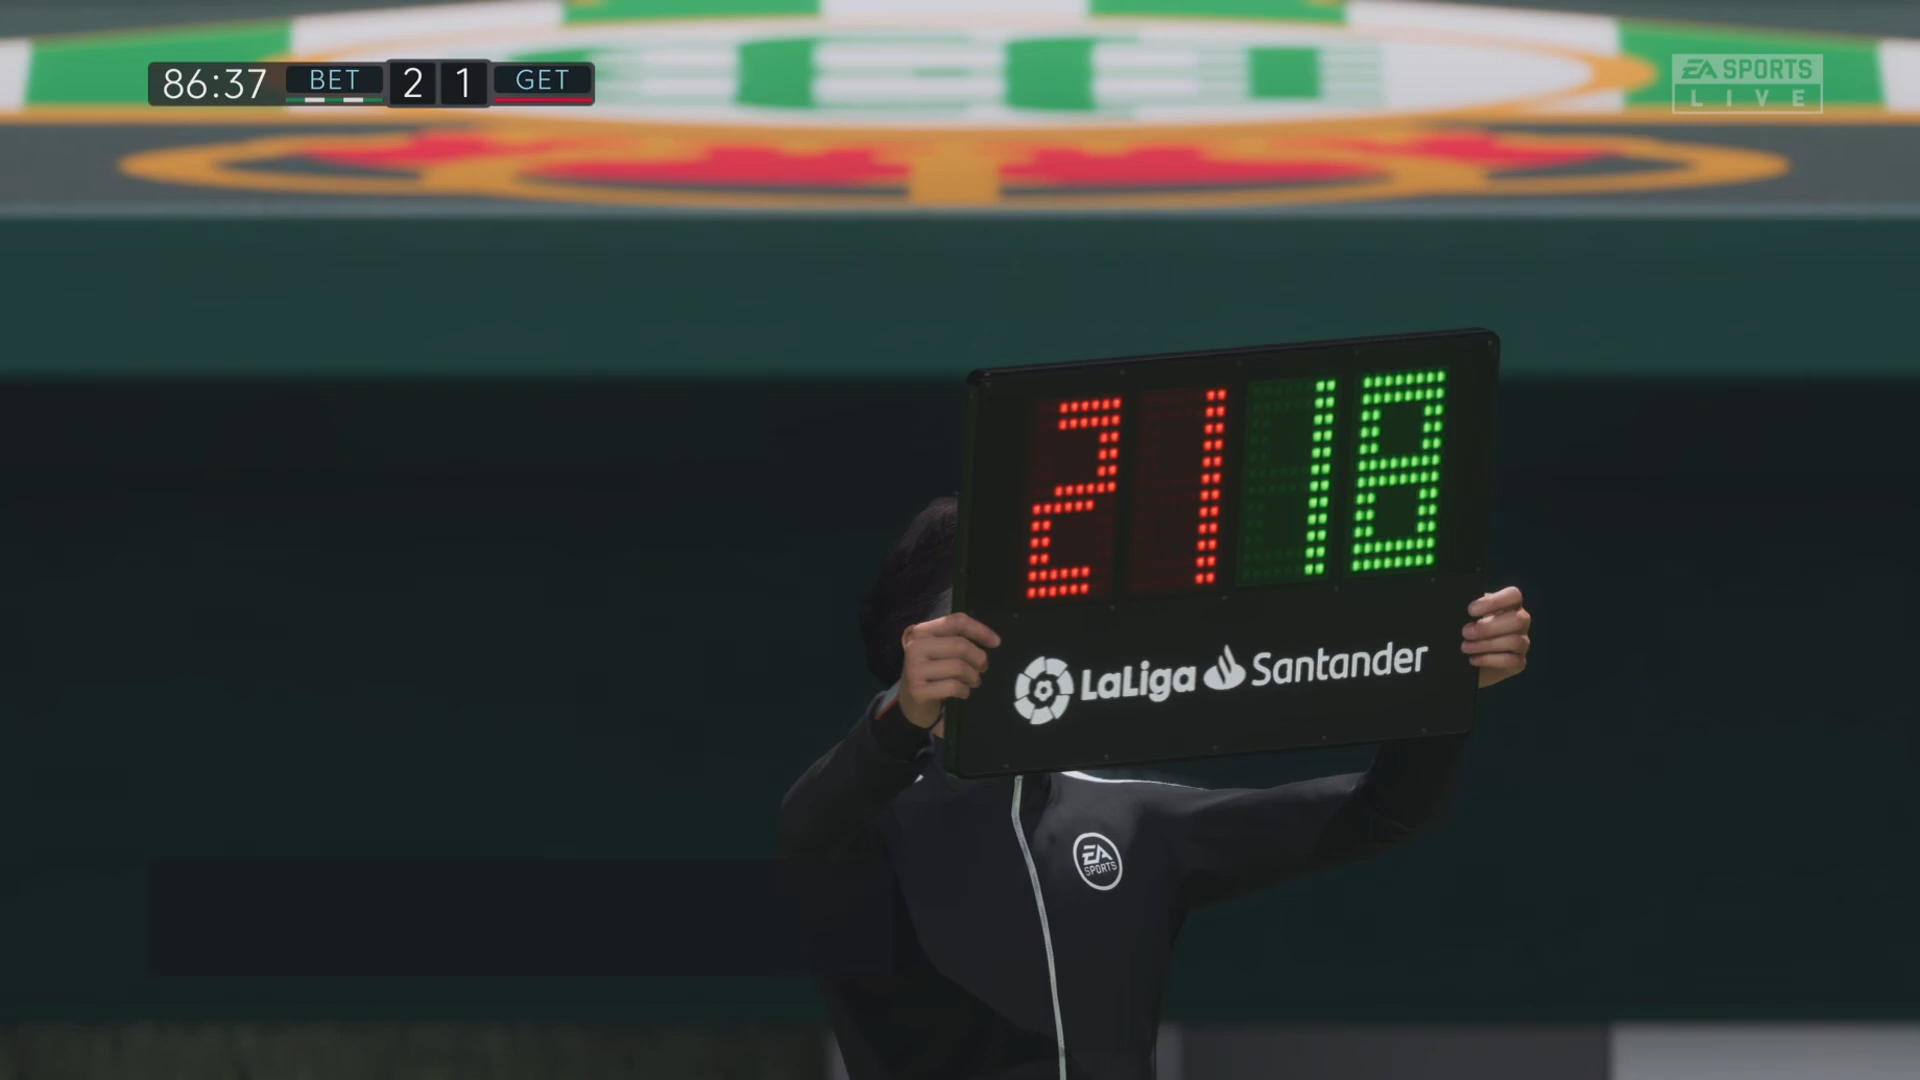 86:37 BET 2 1 GET
EA SPORTS
LIVE
21 18
LaLiga Santander
EA
SPORTS